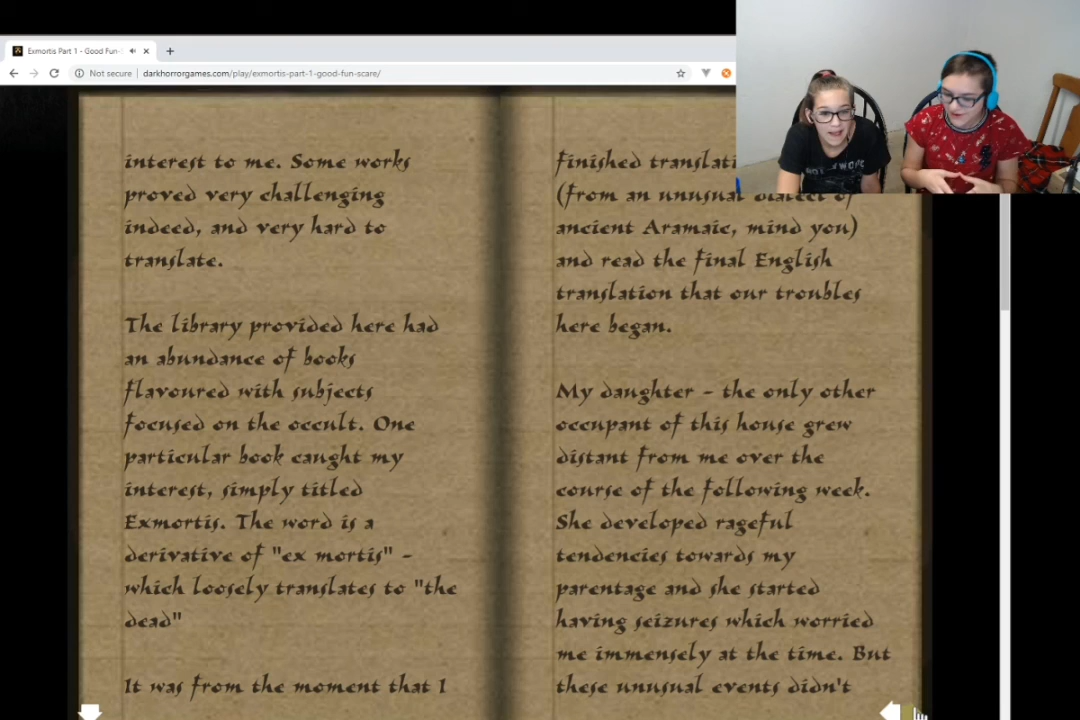 Exmortis Part 1 - Good Fun-
Not secure | darkhorrorgames.com/play/exmortis-part-1-good-fun-scare/
interest to me. Some works
proved very challenging
indeed, and very hard to
translate.
The library provided here had
an abundance of books
flavoured with subjects
focused on the occult. One
particular book caught my
interest, simply titled
Exmortis. The word is a
derivative of "ex mortis" -
which loosely translates to "the
dead"
It was from the moment that I
finished
(from an unusual dialect of
ancient Aramaic, mind you)
and read the final English
translation that our troubles
here began.
My daughter - the only other
occupant of this house grew
distant from me over the
course of the following week.
She developed rageful
tendencies towards my
parentage and she started
having seizures which worried
me immensely at the time. But
these unusual events didn't